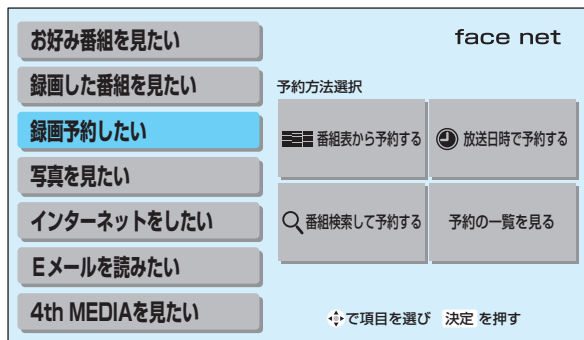 お好み番組を見たい
録画した番組を見たい
録画予約したい
写真を見たい
インターネットをしたい
Eメールを読みたい
4th MEDIAを見たい
face net
予約方法選択
番組表から予約する
放送日時で予約する
番組検索して予約する
予約の一覧を見る
で項目を選び 決定 を押す